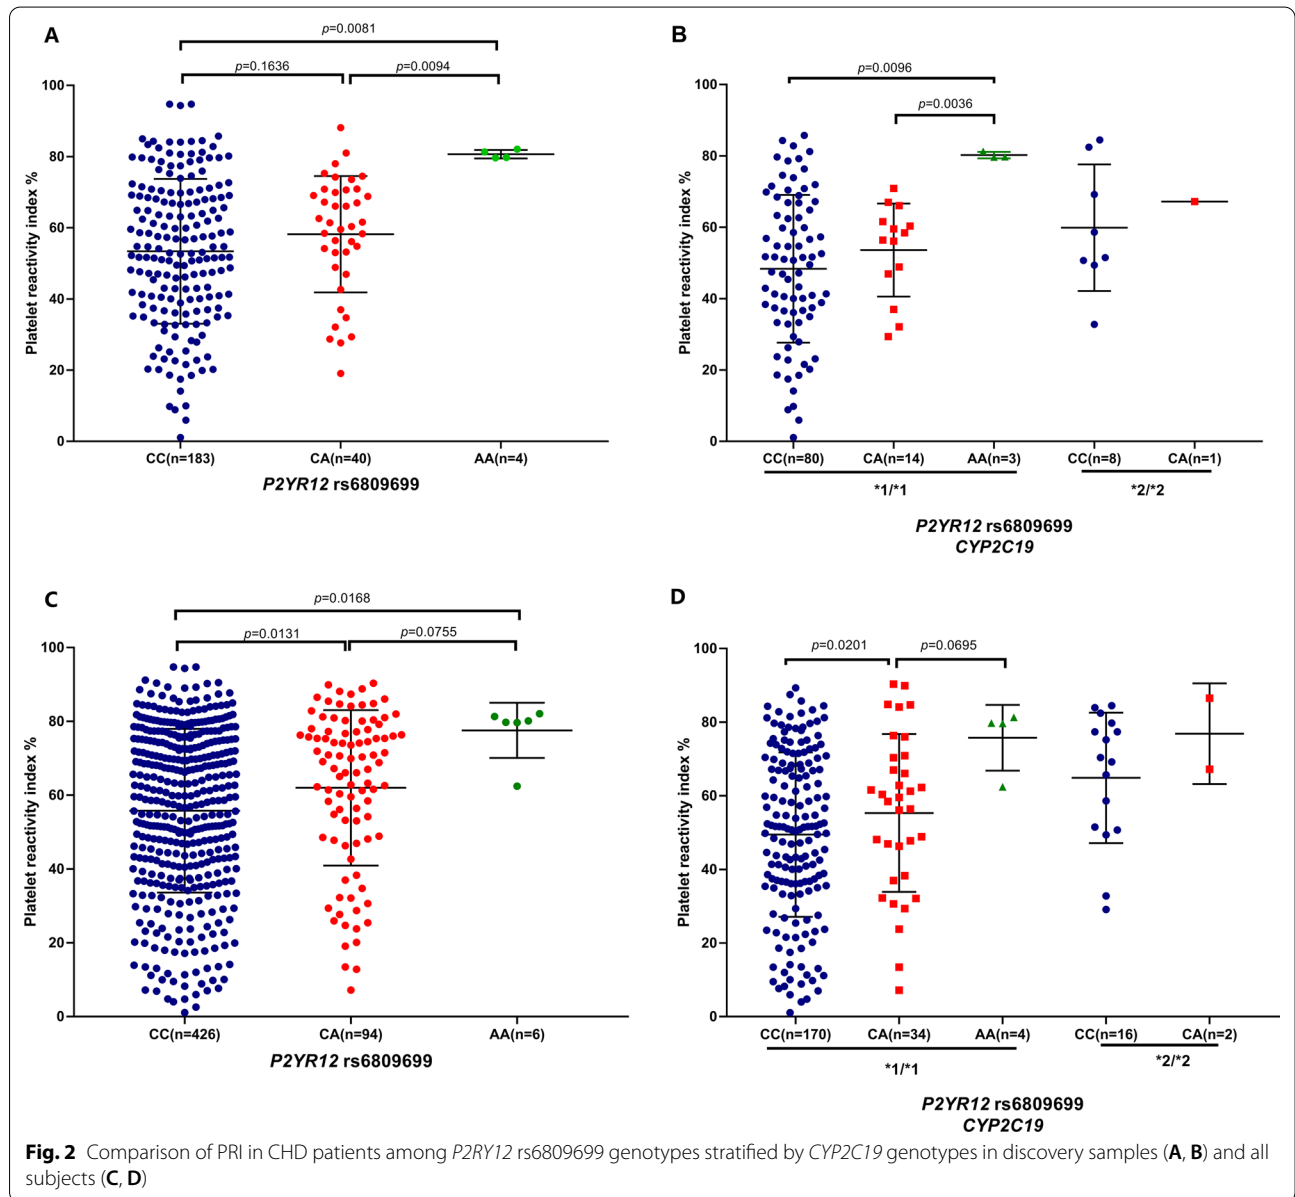 A
p=0.0081
p=0.1636
p=0.0094
100
80
60
40
20
0
Platelet reactivity index %
CC(n=183)
CA(n=40)
AA(n=4)
P2YR12 rs6809699
B
p=0.0096
p=0.0036
100
80
60
40
20
0
Platelet reactivity index %
CC(n=80)
CA(n=14)
AA(n=3)
CC(n=8)
CA(n=1)
*1/*1
*2/*2
P2YR12 rs6809699
CYP2C19
C
p=0.0168
p=0.0131
p=0.0755
100
80
60
40
20
0
Platelet reactivity index %
CC(n=426)
CA(n=94)
AA(n=6)
P2YR12 rs6809699
D
p=0.0201
p=0.0695
100
80
60
40
20
0
Platelet reactivity index %
CC(n=170)
CA(n=34)
AA(n=4)
CC(n=16)
CA(n=2)
*1/*1
*2/*2
P2YR12 rs6809699
CYP2C19
Fig. 2 Comparison of PRI in CHD patients among P2RY12 rs6809699 genotypes stratified by CYP2C19 genotypes in discovery samples (A, B) and all
subjects (C, D)